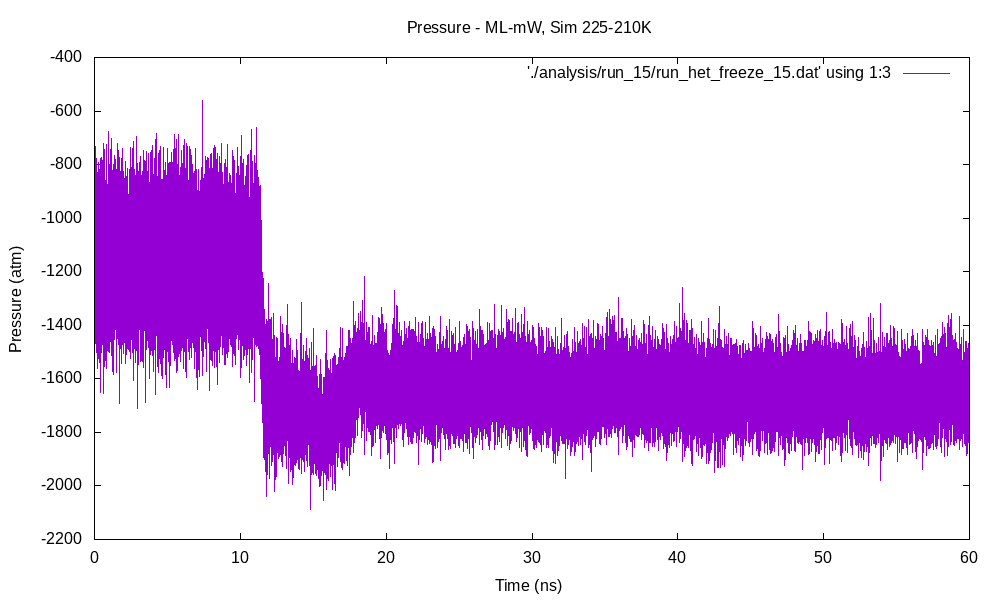 Pressure - ML-mW, Sim 225-210K
'./analysis/run_15/run_het_freeze_15.dat' using 1:3
-400
-600
-800
-1000
-1200
-1400
-1600
-1800
-2000
-2200
Pressure (atm)
0 10 20 30 40 50 60
Time (ns)